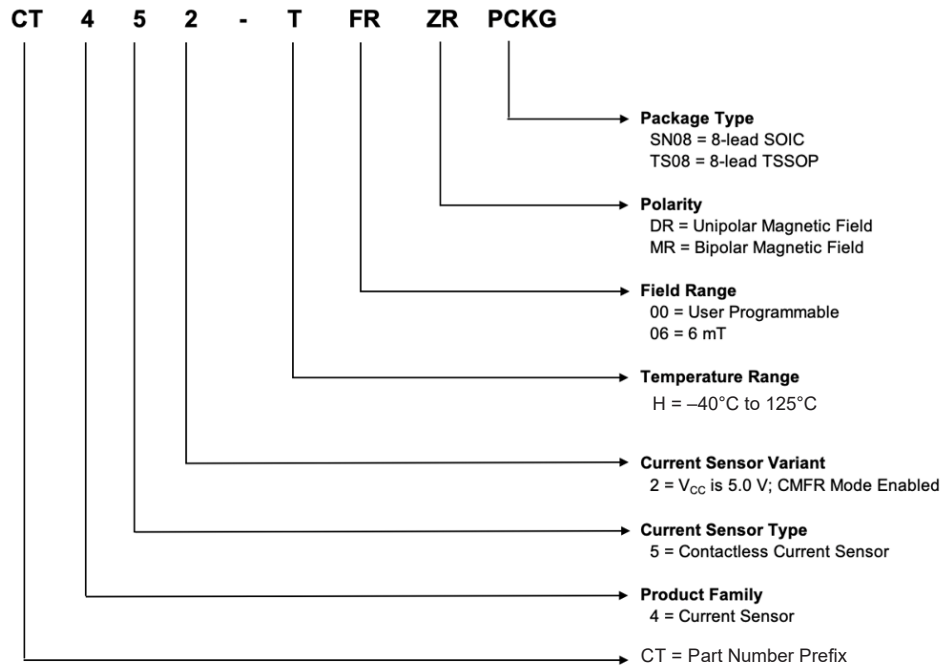 CT 4 5 2 - T FR ZR PCKG
Package Type
SN08 = 8-lead SOIC
TS08 = 8-lead TSSOP
Polarity
DR = Unipolar Magnetic Field
MR = Bipolar Magnetic Field
Field Range
00 = User Programmable
06 = 6 mT
Temperature Range
H = –40°C to 125°C
Current Sensor Variant
2 = VCC is 5.0 V; CMFR Mode Enabled
Current Sensor Type
5 = Contactless Current Sensor
Product Family
4 = Current Sensor
CT = Part Number Prefix